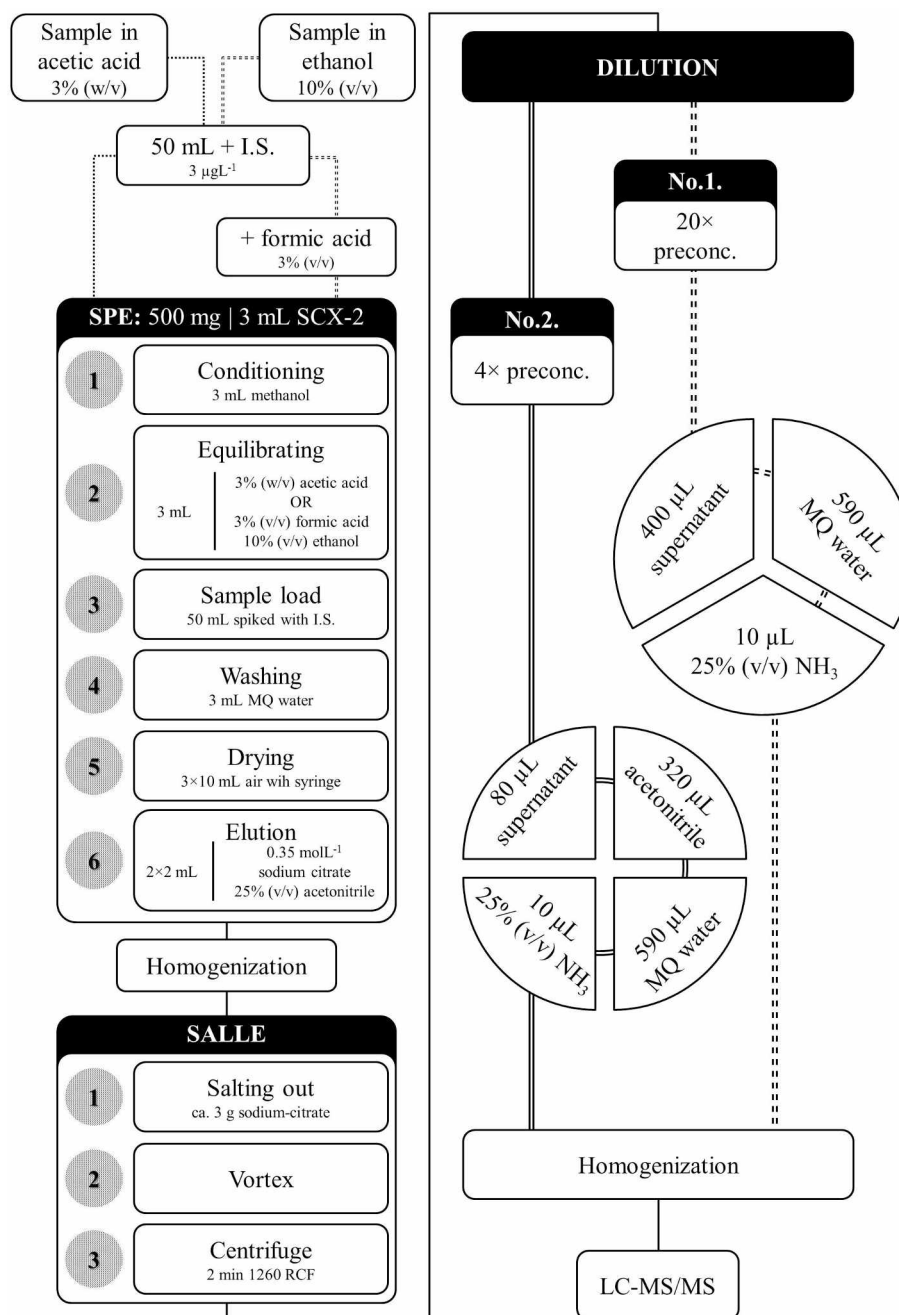 Sample in
acetic acid
3% (w/v)
Sample in
ethanol
10% (v/v)
50 mL + I.S.
3 µgL⁻¹
+ formic acid
3% (v/v)
SPE: 500 mg | 3 mL SCX-2
1
Conditioning
3 mL methanol
2
Equilibrating
3 mL
3% (w/v) acetic acid
OR
3% (v/v) formic acid
10% (v/v) ethanol
3
Sample load
50 mL spiked with I.S.
4
Washing
3 mL MQ water
5
Drying
3×10 mL air wih syringe
6
Elution
2×2 mL
0.35 molL⁻¹
sodium citrate
25% (v/v) acetonitrile
Homogenization
SALLE
1
Salting out
ca. 3 g sodium-citrate
2
Vortex
3
Centrifuge
2 min 1260 RCF
DILUTION
No.1.
20×
preconc.
No.2.
4× preconc.
400 µL
supernatant
590 µL
MQ water
10 µL
25% (v/v) NH₃
80 µL
supernatant
320 µL
acetonitrile
10 µL
25% (v/v) NH₃
590 µL
MQ water
Homogenization
LC-MS/MS